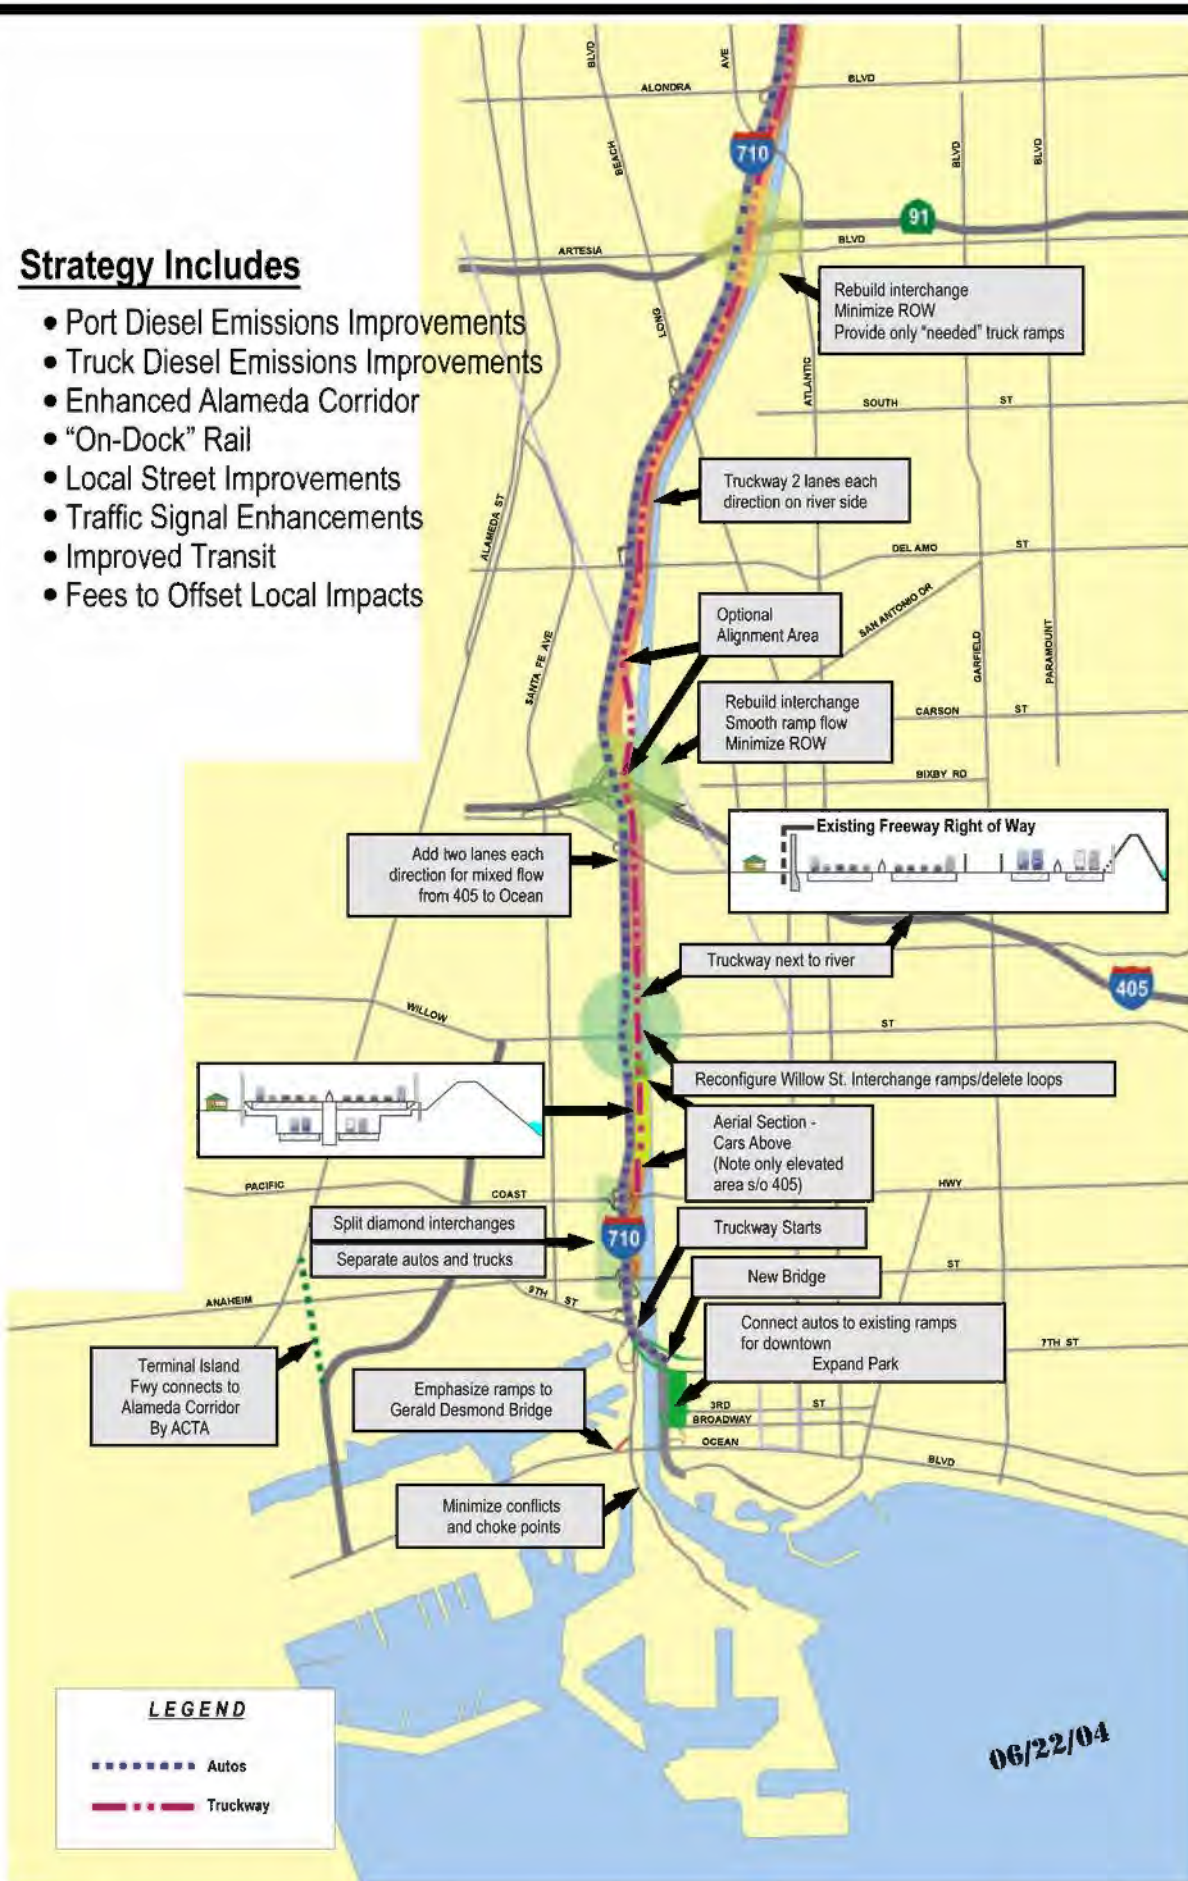 BLVD
AVE
ALONDRA
BLVD
710
BEACH
BLVD
BLVD
91
ARTESIA
BLVD
Strategy Includes
• Port Diesel Emissions Improvements
• Truck Diesel Emissions Improvements
• Enhanced Alameda Corridor
• “On-Dock” Rail
• Local Street Improvements
• Traffic Signal Enhancements
• Improved Transit
• Fees to Offset Local Impacts
Rebuild interchange
Minimize ROW
Provide only “needed” truck ramps
LONG
ATLANTIC
SOUTH
ST
Truckway 2 lanes each
direction on river side
ALAMEDA ST
DEL AMO
ST
SAN ANTONIO DR
Optional
Alignment Area
SANTA FE AVE
GARFIELD
PARAMOUNT
Rebuild interchange
Smooth ramp flow
Minimize ROW
CARSON
ST
BIXBY RD
Existing Freeway Right of Way
Add two lanes each
direction for mixed flow
from 405 to Ocean
Truckway next to river
405
WILLOW
ST
Reconfigure Willow St. Interchange ramps/delete loops
Aerial Section -
Cars Above
(Note only elevated
area s/o 405)
PACIFIC
COAST
HWY
Split diamond interchanges
Separate autos and trucks
710
Truckway Starts
New Bridge
ST
ANAHEIM
9TH ST
Connect autos to existing ramps
for downtown
Expand Park
7TH ST
Terminal Island
Fwy connects to
Alameda Corridor
By ACTA
Emphasize ramps to
Gerald Desmond Bridge
3RD
ST
BROADWAY
OCEAN
BLVD
Minimize conflicts
and choke points
LEGEND
Autos
Truckway
06/22/04